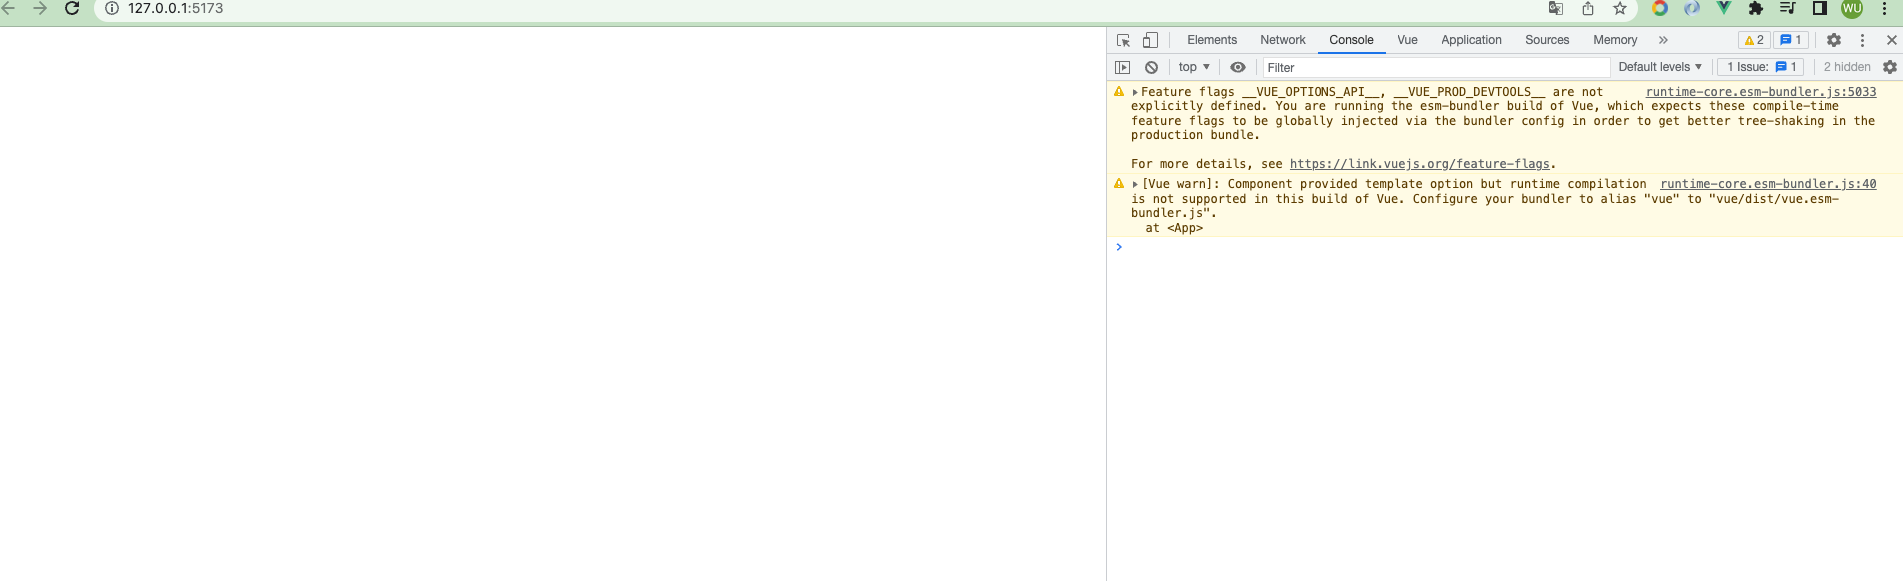 127.0.0.1:5173
WU
Elements Network Console Vue Application Sources Memory » 2 1
top Filter Default levels 1 Issue: 1 2 hidden
Feature flags __VUE_OPTIONS_API__, __VUE_PROD_DEVTOOLS__ are not runtime-core.esm-bundler.js:5033
explicitly defined. You are running the esm-bundler build of Vue, which expects these compile-time
feature flags to be globally injected via the bundler config in order to get better tree-shaking in the
production bundle.
For more details, see https://link.vuejs.org/feature-flags.
[Vue warn]: Component provided template option but runtime compilation runtime-core.esm-bundler.js:40
is not supported in this build of Vue. Configure your bundler to alias "vue" to "vue/dist/vue.esm-
bundler.js".
at <App>